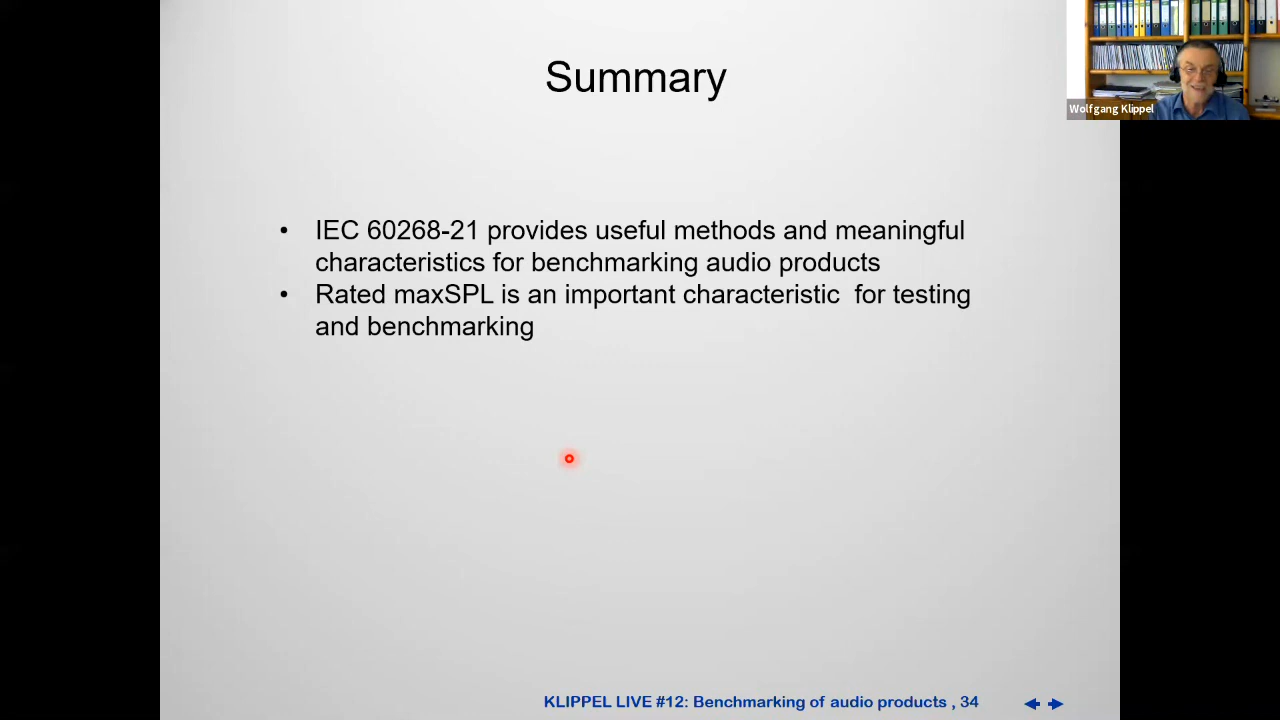 Summary
Wolfgang Klippel
• IEC 60268-21 provides useful methods and meaningful
characteristics for benchmarking audio products
• Rated maxSPL is an important characteristic  for testing
and benchmarking
KLIPPEL LIVE #12: Benchmarking of audio products , 34